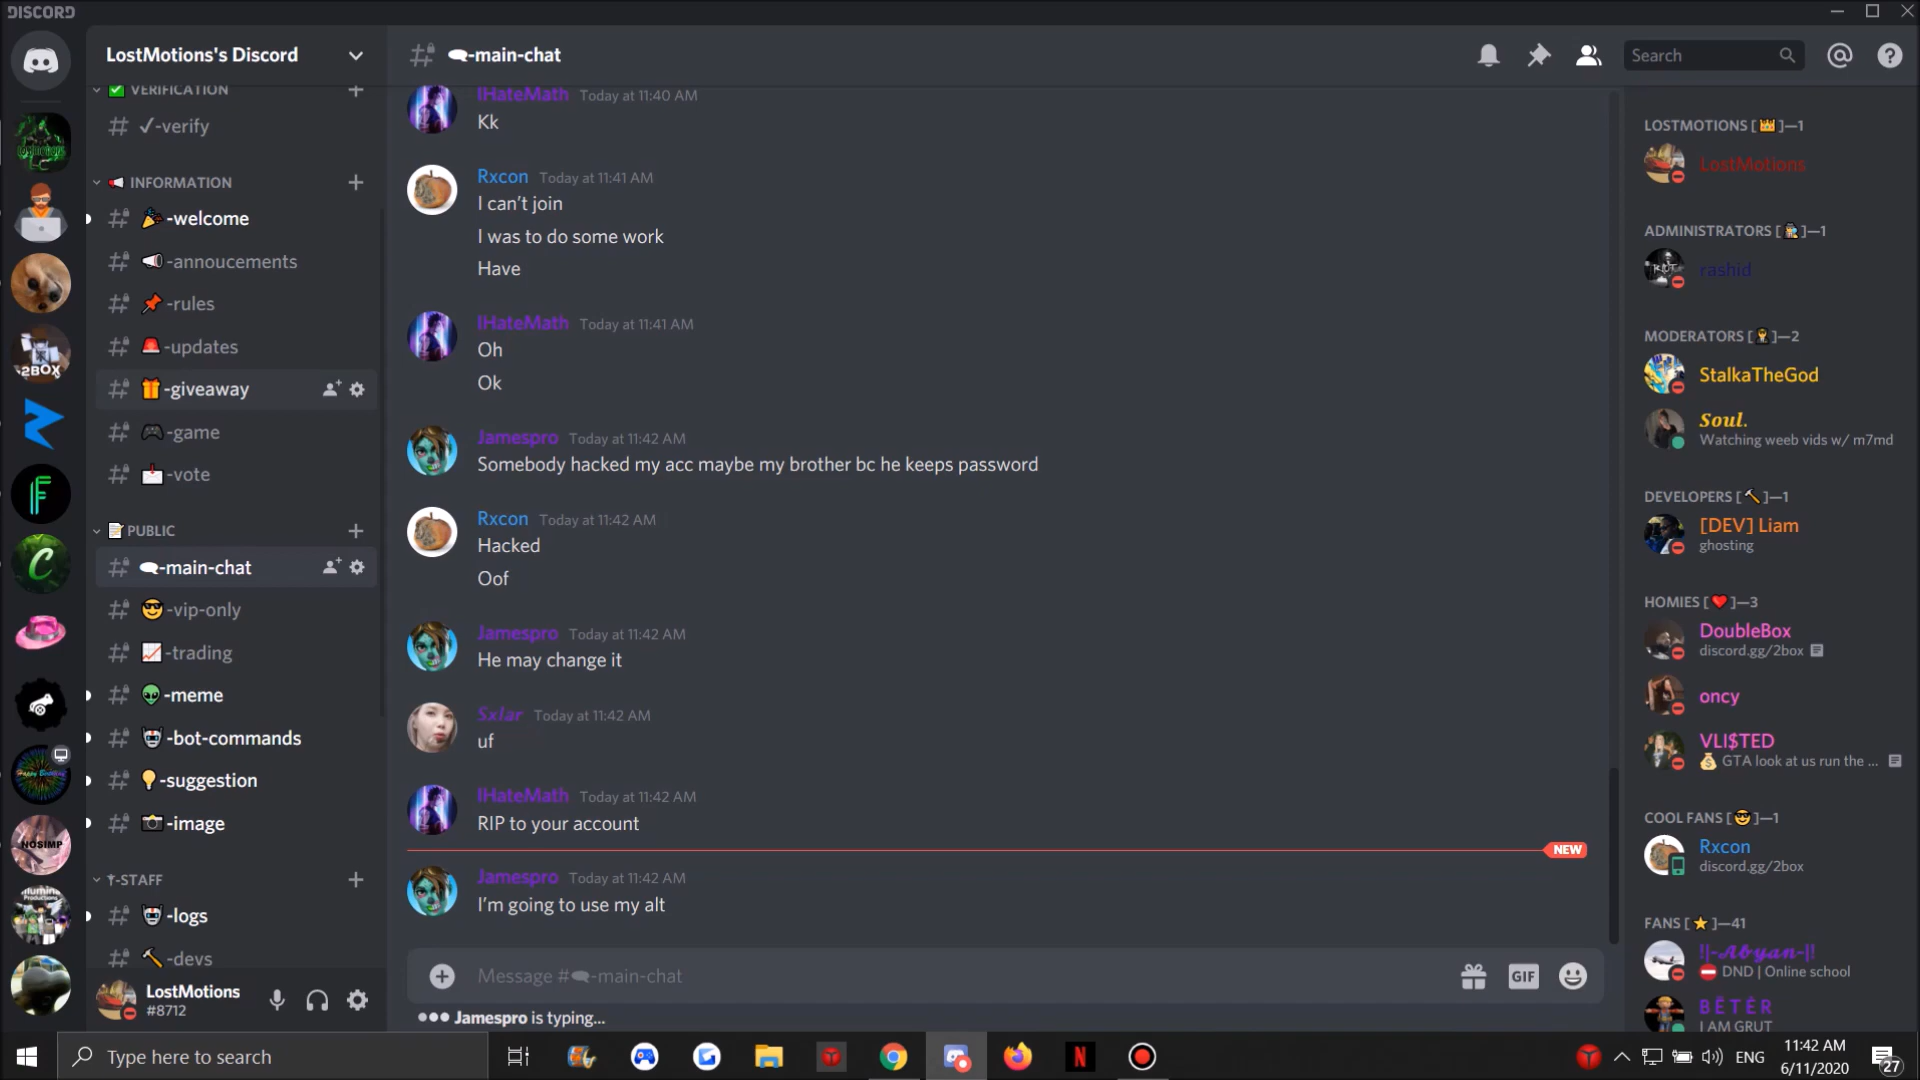 DISCORD
LostMotions's Discord
VERIFICATION
✓-verify
INFORMATION
-welcome
-annoucements
-rules
-updates
-giveaway
-game
-vote
PUBLIC
-main-chat
-vip-only
-trading
-meme
-bot-commands
-suggestion
-image
-STAFF
-logs
-devs
LostMotions
#8712
-main-chat
Search
IHateMath Today at 11:40 AM
Kk
Rxcon Today at 11:41 AM
I can't join
I was to do some work
Have
IHateMath Today at 11:41 AM
Oh
Ok
Jamespro Today at 11:42 AM
Somebody hacked my acc maybe my brother bc he keeps password
Rxcon Today at 11:42 AM
Hacked
Oof
Jamespro Today at 11:42 AM
He may change it
Sxlar Today at 11:42 AM
uf
IHateMath Today at 11:42 AM
RIP to your account
NEW
Jamespro Today at 11:42 AM
I'm going to use my alt
Message #-main-chat
GIF
Jamespro is typing...
LOSTMOTIONS [👑]—1
LostMotions
ADMINISTRATORS []—1
rashid
MODERATORS []—2
StalkaTheGod
Soul.
Watching weeb vids w/ m7md
DEVELOPERS [🔨]—1
[DEV] Liam
ghosting
HOMIES [❤️]—3
DoubleBox
discord.gg/2box
oncy
VLI$TED
💰 GTA look at us run the ...
COOL FANS [😎]—1
Rxcon
discord.gg/2box
FANS [⭐]—41
||-Abyan-||
⛔ DND | Online school
BĒTĒR
I AM GRUT
2BOX
NOSIMP
Happy Birthday
Type here to search
ENG
11:42 AM
6/11/2020
27